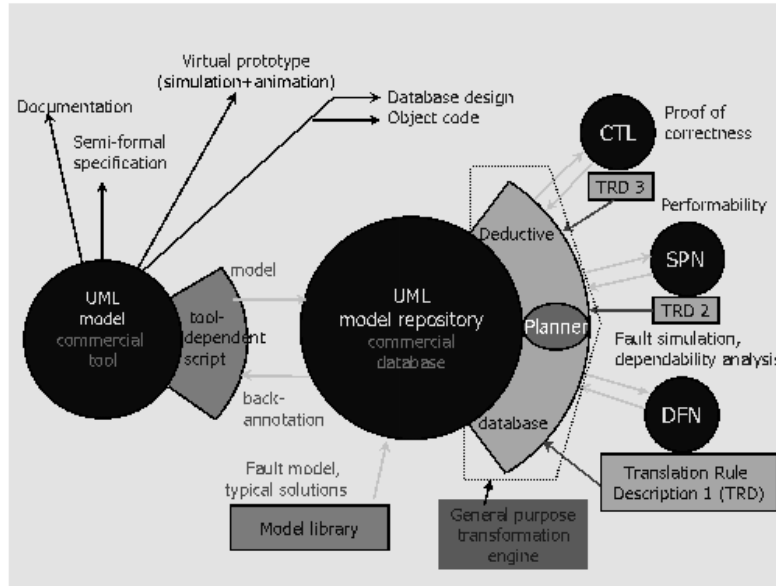 Virtual prototype
(simulation+animation)
Documentation
Semi-formal
specification
Database design
Object code
CTL
Proof of
correctness
TRD 3
Performability
Deductive
SPN
TRD 2
model
UML
model
commercial
tool
tool-
dependent
script
UML
model repository
commercial
database
Planner
Fault simulation,
dependability analysis
back-
annotation
database
DFN
Fault model,
typical solutions
Translation Rule
Description 1 (TRD)
Model library
General purpose
transformation
engine